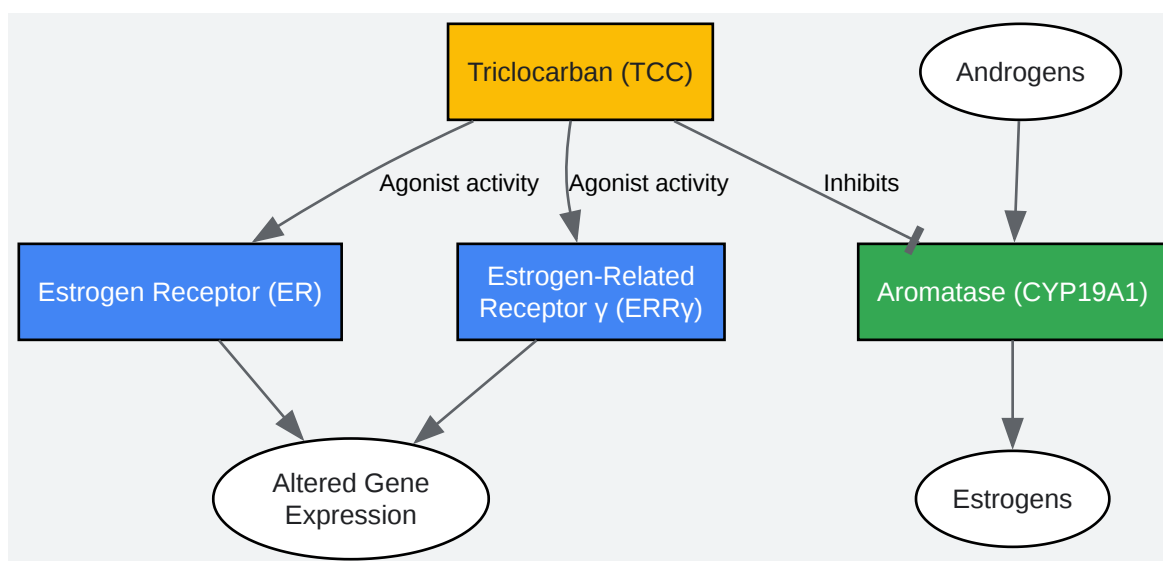 Triclocarban (TCC)
Androgens
Agonist activity
Agonist activity
Inhibits
Estrogen Receptor (ER)
Estrogen-Related
Receptor γ (ERRγ)
Aromatase (CYP19A1)
Altered Gene
Expression
Estrogens